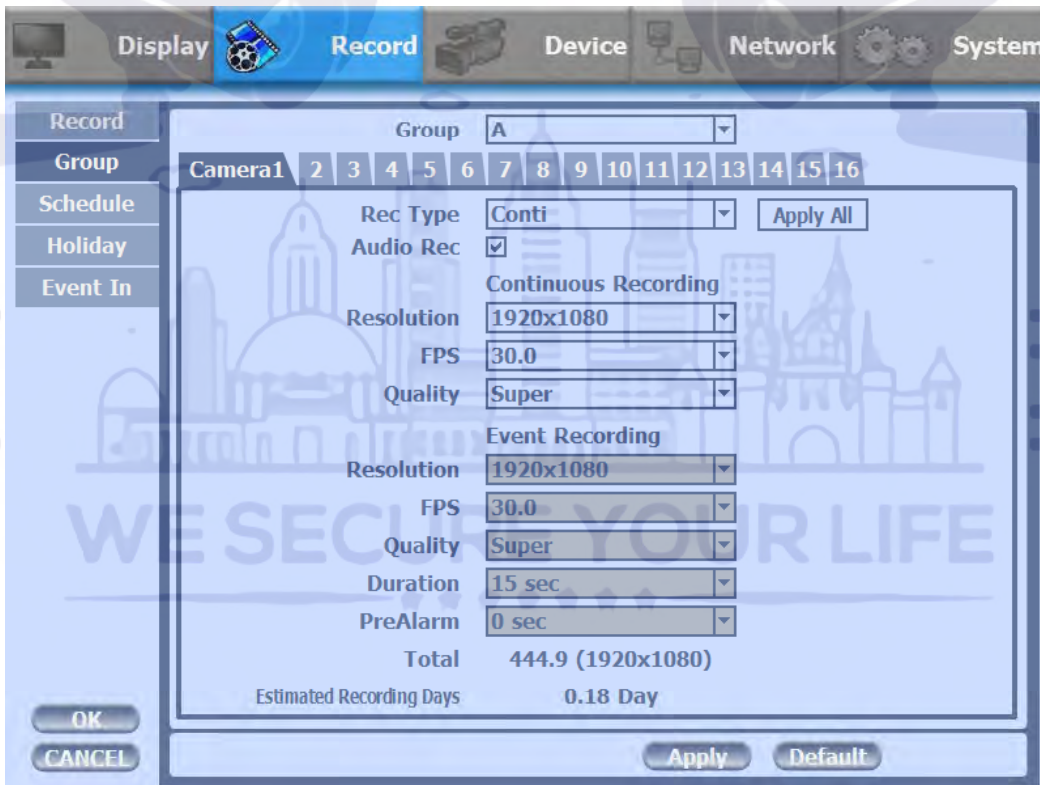 Display Record Device Network System
Record
Group
Schedule
Holiday
Event In
OK
CANCEL
Group A
Camera1 2 3 4 5 6 7 8 9 10 11 12 13 14 15 16
Rec Type Conti Apply All
Audio Rec
Continuous Recording
Resolution 1920x1080
FPS 30.0
Quality Super
Event Recording
Resolution 1920x1080
FPS 30.0
Quality Super
Duration 15 sec
PreAlarm 0 sec
Total 444.9 (1920x1080)
Estimated Recording Days 0.18 Day
Apply Default
WE SECURE YOUR LIFE